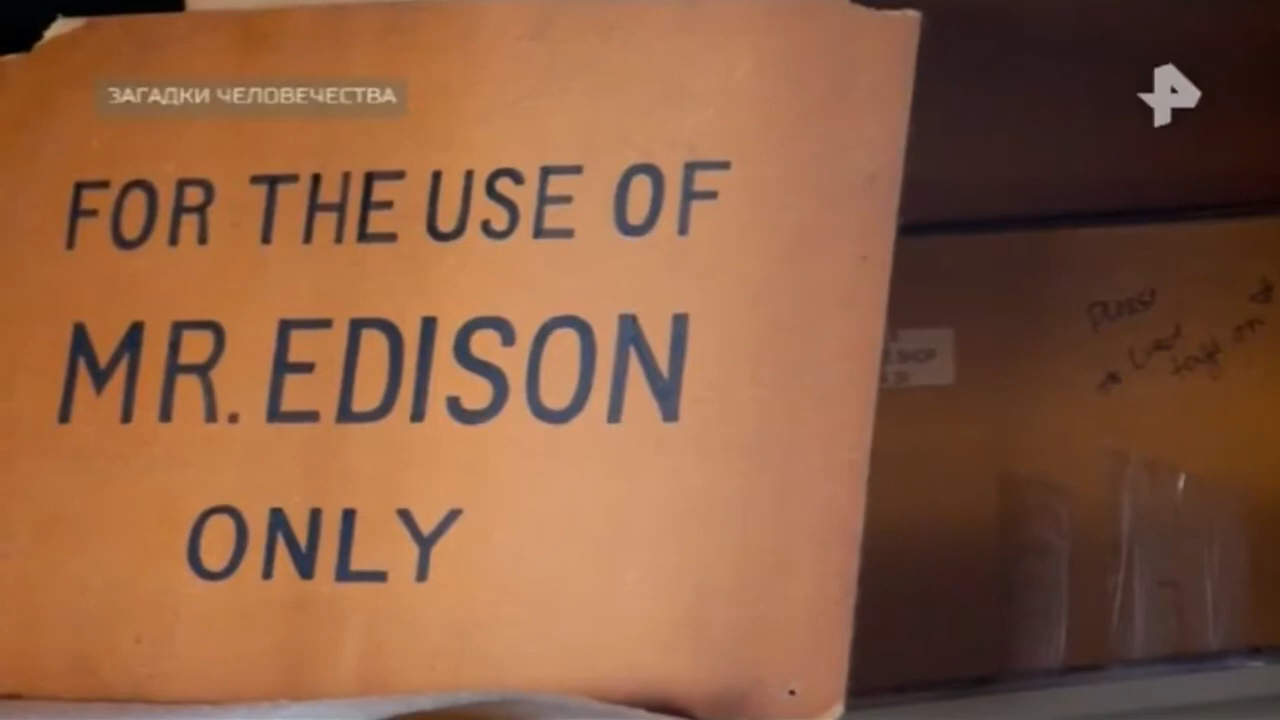 ЗАГАДКИ ЧЕЛОВЕЧЕСТВА
FOR THE USE OF
MR. EDISON
ONLY